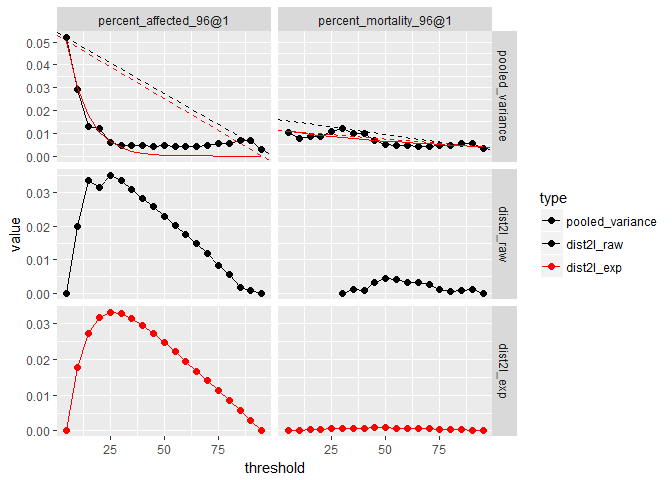 percent_affected_96@1 percent_mortality_96@1
0.05
0.04
0.03
0.02
0.01
0.00
pooled_variance
0.03
0.02
0.01
0.00
dist2l_raw
0.03
0.02
0.01
0.00
dist2l_exp
value
25 50 75 25 50 75
threshold
type
pooled_variance
dist2l_raw
dist2l_exp